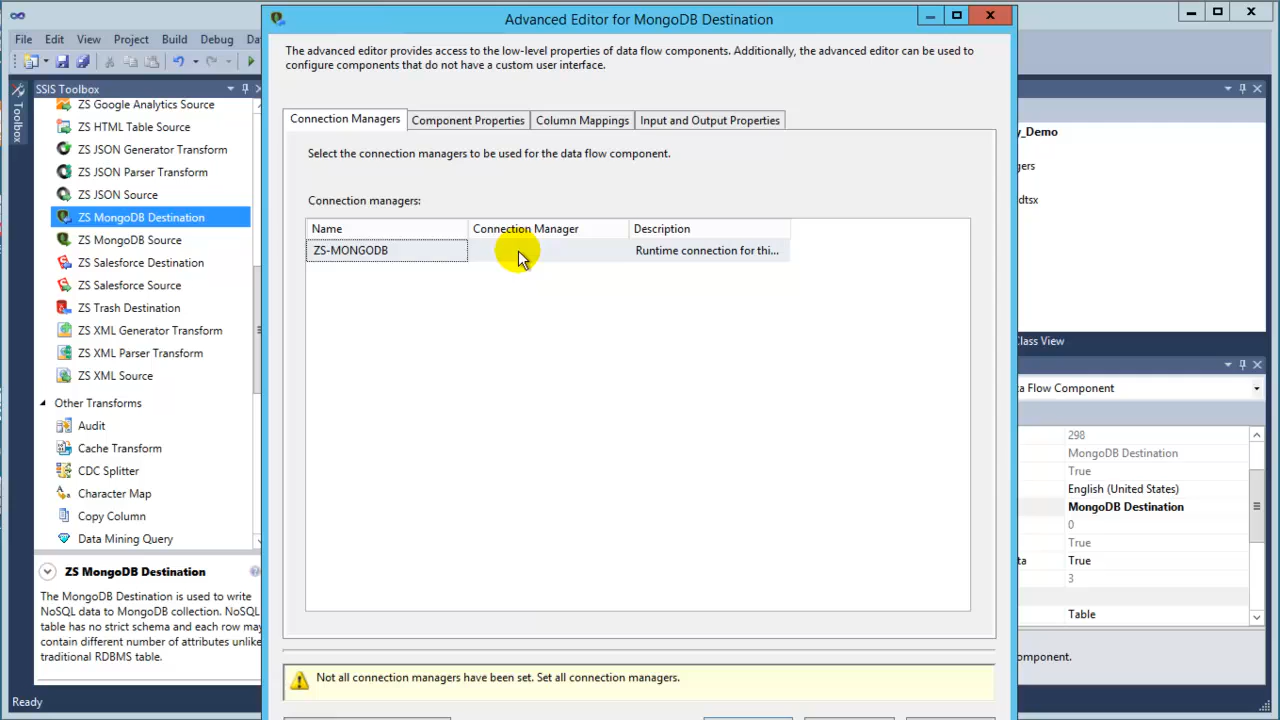 Advanced Editor for MongoDB Destination
The advanced editor provides access to the low-level properties of data flow components. Additionally, the advanced editor can be used to
configure components that do not have a custom user interface.
File Edit View Project Build Debug Da
SSIS Toolbox
Toolbox
ZS Google Analytics Source
ZS HTML Table Source
ZS JSON Generator Transform
ZS JSON Parser Transform
ZS JSON Source
ZS MongoDB Destination
ZS MongoDB Source
ZS Salesforce Destination
ZS Salesforce Source
ZS Trash Destination
ZS XML Generator Transform
ZS XML Parser Transform
ZS XML Source
Other Transforms
Audit
Cache Transform
CDC Splitter
Character Map
Copy Column
Data Mining Query
ZS MongoDB Destination
The MongoDB Destination is used to write
NoSQL data to MongoDB collection. NoSQL
table has no strict schema and each row may
contain different number of attributes unlike
traditional RDBMS table.
Ready
Connection Managers Component Properties Column Mappings Input and Output Properties
Select the connection managers to be used for the data flow component.
Connection managers:
Name Connection Manager Description
ZS-MONGODB Runtime connection for thi...
Not all connection managers have been set. Set all connection managers.
y_Demo
gers
dtsx
Class View
ta Flow Component
298
MongoDB Destination
True
English (United States)
MongoDB Destination
0
True
ta True
3
Table
omponent.